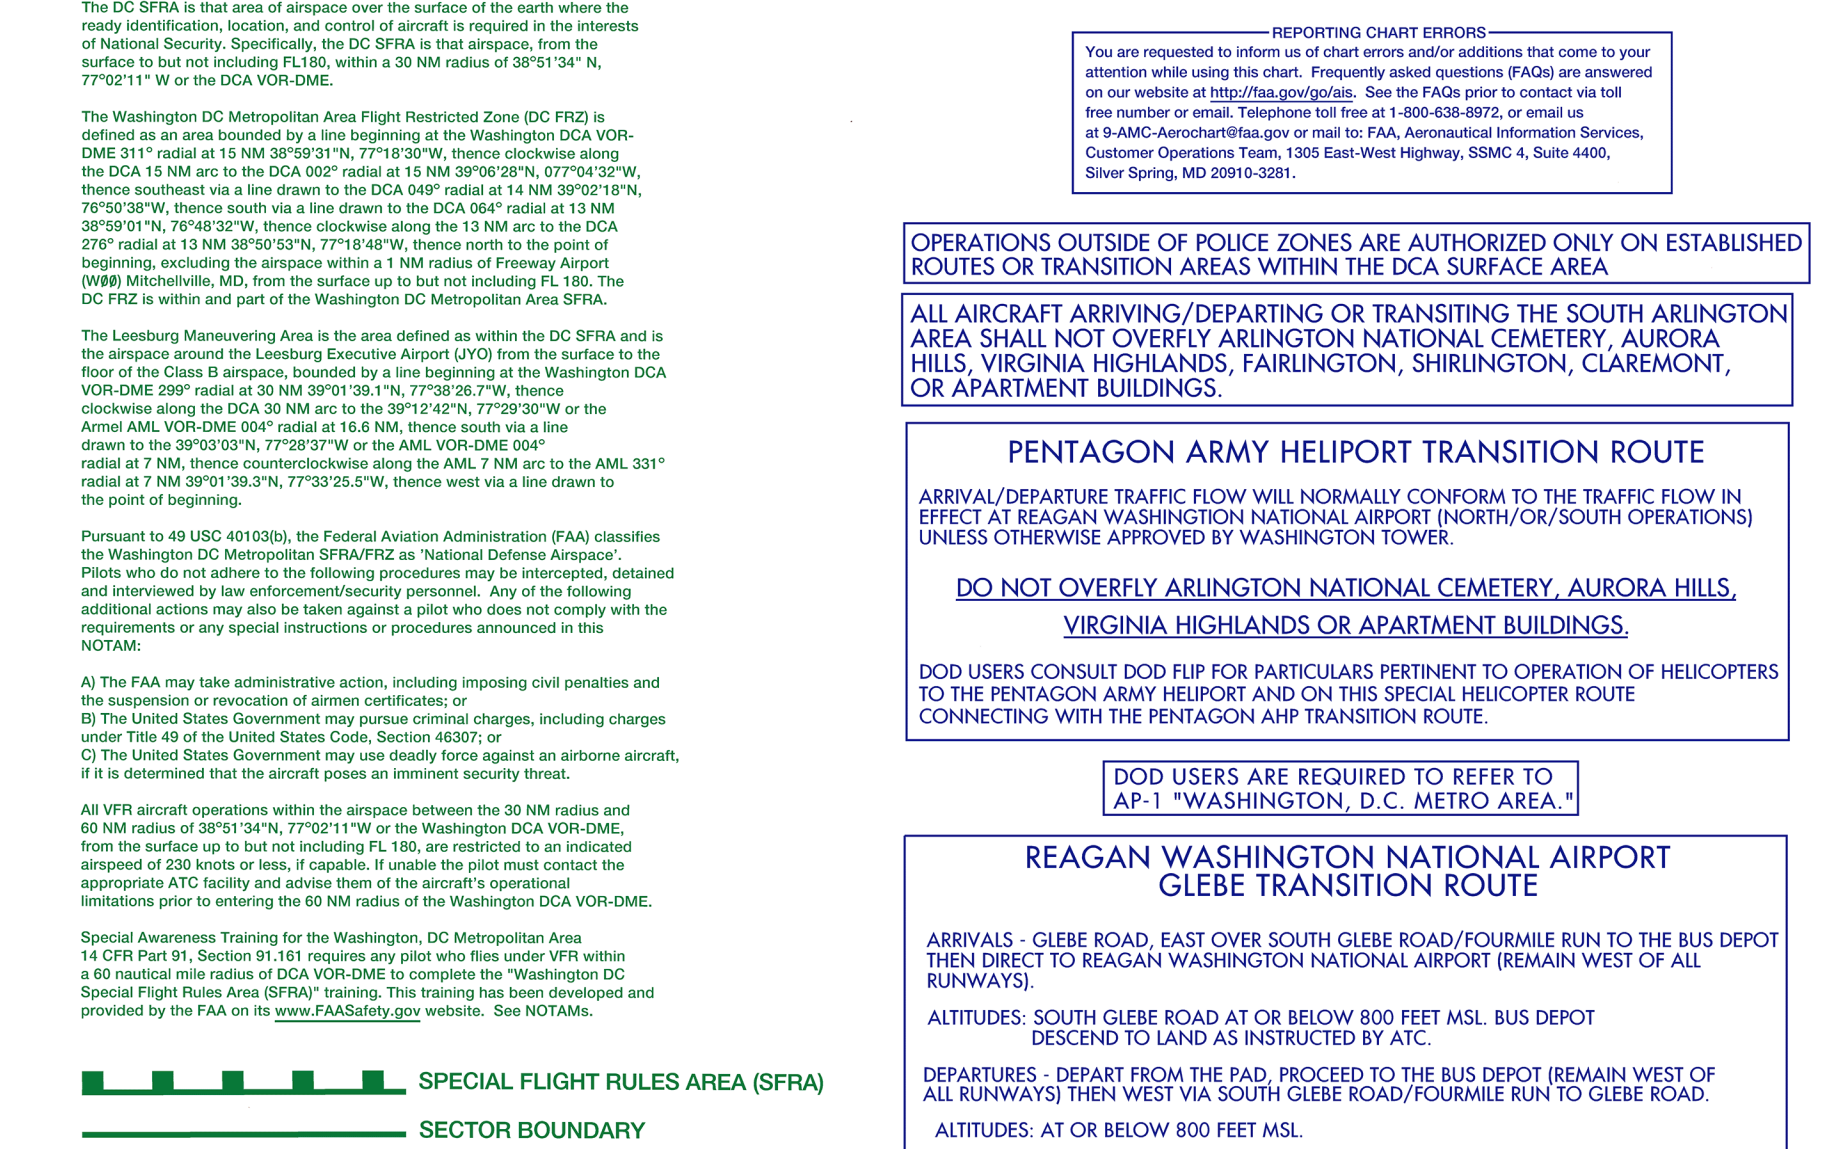 The DC SFRA is that area of airspace over the surface of the earth where the
ready identification, location, and control of aircraft is required in the interests
of National Security. Specifically, the DC SFRA is that airspace, from the
surface to but not including FL180, within a 30 NM radius of 38°51'34" N,
77°02'11" W or the DCA VOR-DME.
The Washington DC Metropolitan Area Flight Restricted Zone (DC FRZ) is
defined as an area bounded by a line beginning at the Washington DCA VOR-
DME 311° radial at 15 NM 38°59'31"N, 77°18'30"W, thence clockwise along
the DCA 15 NM arc to the DCA 002° radial at 15 NM 39°06'28"N, 077°04'32"W,
thence southeast via a line drawn to the DCA 049° radial at 14 NM 39°02'18"N,
76°50'38"W, thence south via a line drawn to the DCA 064° radial at 13 NM
38°59'01"N, 76°48'32"W, thence clockwise along the 13 NM arc to the DCA
276° radial at 13 NM 38°50'53"N, 77°18'48"W, thence north to the point of
beginning, excluding the airspace within a 1 NM radius of Freeway Airport
(WØØ) Mitchellville, MD, from the surface up to but not including FL 180. The
DC FRZ is within and part of the Washington DC Metropolitan Area SFRA.
The Leesburg Maneuvering Area is the area defined as within the DC SFRA and is
the airspace around the Leesburg Executive Airport (JYO) from the surface to the
floor of the Class B airspace, bounded by a line beginning at the Washington DCA
VOR-DME 299° radial at 30 NM 39°01'39.1"N, 77°38'26.7"W, thence
clockwise along the DCA 30 NM arc to the 39°12'42"N, 77°29'30"W or the
Armel AML VOR-DME 004° radial at 16.6 NM, thence south via a line
drawn to the 39°03'03"N, 77°28'37"W or the AML VOR-DME 004°
radial at 7 NM, thence counterclockwise along the AML 7 NM arc to the AML 331°
radial at 7 NM 39°01'39.3"N, 77°33'25.5"W, thence west via a line drawn to
the point of beginning.
Pursuant to 49 USC 40103(b), the Federal Aviation Administration (FAA) classifies
the Washington DC Metropolitan SFRA/FRZ as 'National Defense Airspace'.
Pilots who do not adhere to the following procedures may be intercepted, detained
and interviewed by law enforcement/security personnel.  Any of the following
additional actions may also be taken against a pilot who does not comply with the
requirements or any special instructions or procedures announced in this
NOTAM:
A) The FAA may take administrative action, including imposing civil penalties and
the suspension or revocation of airmen certificates; or
B) The United States Government may pursue criminal charges, including charges
under Title 49 of the United States Code, Section 46307; or
C) The United States Government may use deadly force against an airborne aircraft,
if it is determined that the aircraft poses an imminent security threat.
All VFR aircraft operations within the airspace between the 30 NM radius and
60 NM radius of 38°51'34"N, 77°02'11"W or the Washington DCA VOR-DME,
from the surface up to but not including FL 180, are restricted to an indicated
airspeed of 230 knots or less, if capable. If unable the pilot must contact the
appropriate ATC facility and advise them of the aircraft's operational
limitations prior to entering the 60 NM radius of the Washington DCA VOR-DME.
Special Awareness Training for the Washington, DC Metropolitan Area
14 CFR Part 91, Section 91.161 requires any pilot who flies under VFR within
a 60 nautical mile radius of DCA VOR-DME to complete the "Washington DC
Special Flight Rules Area (SFRA)" training. This training has been developed and
provided by the FAA on its www.FAASafety.gov website.  See NOTAMs.
SPECIAL FLIGHT RULES AREA (SFRA)
SECTOR BOUNDARY
REPORTING CHART ERRORS
You are requested to inform us of chart errors and/or additions that come to your
attention while using this chart.  Frequently asked questions (FAQs) are answered
on our website at http://faa.gov/go/ais.  See the FAQs prior to contact via toll
free number or email. Telephone toll free at 1-800-638-8972, or email us
at 9-AMC-Aerochart@faa.gov or mail to: FAA, Aeronautical Information Services,
Customer Operations Team, 1305 East-West Highway, SSMC 4, Suite 4400,
Silver Spring, MD 20910-3281.
OPERATIONS OUTSIDE OF POLICE ZONES ARE AUTHORIZED ONLY ON ESTABLISHED
ROUTES OR TRANSITION AREAS WITHIN THE DCA SURFACE AREA
ALL AIRCRAFT ARRIVING/DEPARTING OR TRANSITING THE SOUTH ARLINGTON
AREA SHALL NOT OVERFLY ARLINGTON NATIONAL CEMETERY, AURORA
HILLS, VIRGINIA HIGHLANDS, FAIRLINGTON, SHIRLINGTON, CLAREMONT,
OR APARTMENT BUILDINGS.
PENTAGON ARMY HELIPORT TRANSITION ROUTE
ARRIVAL/DEPARTURE TRAFFIC FLOW WILL NORMALLY CONFORM TO THE TRAFFIC FLOW IN
EFFECT AT REAGAN WASHINGTION NATIONAL AIRPORT (NORTH/OR/SOUTH OPERATIONS)
UNLESS OTHERWISE APPROVED BY WASHINGTON TOWER.
DO NOT OVERFLY ARLINGTON NATIONAL CEMETERY, AURORA HILLS,
VIRGINIA HIGHLANDS OR APARTMENT BUILDINGS.
DOD USERS CONSULT DOD FLIP FOR PARTICULARS PERTINENT TO OPERATION OF HELICOPTERS
TO THE PENTAGON ARMY HELIPORT AND ON THIS SPECIAL HELICOPTER ROUTE
CONNECTING WITH THE PENTAGON AHP TRANSITION ROUTE.
DOD USERS ARE REQUIRED TO REFER TO
AP-1 "WASHINGTON, D.C. METRO AREA."
REAGAN WASHINGTON NATIONAL AIRPORT
GLEBE TRANSITION ROUTE
ARRIVALS - GLEBE ROAD, EAST OVER SOUTH GLEBE ROAD/FOURMILE RUN TO THE BUS DEPOT
THEN DIRECT TO REAGAN WASHINGTON NATIONAL AIRPORT (REMAIN WEST OF ALL
RUNWAYS).
ALTITUDES: SOUTH GLEBE ROAD AT OR BELOW 800 FEET MSL. BUS DEPOT
DESCEND TO LAND AS INSTRUCTED BY ATC.
DEPARTURES - DEPART FROM THE PAD, PROCEED TO THE BUS DEPOT (REMAIN WEST OF
ALL RUNWAYS) THEN WEST VIA SOUTH GLEBE ROAD/FOURMILE RUN TO GLEBE ROAD.
ALTITUDES: AT OR BELOW 800 FEET MSL.